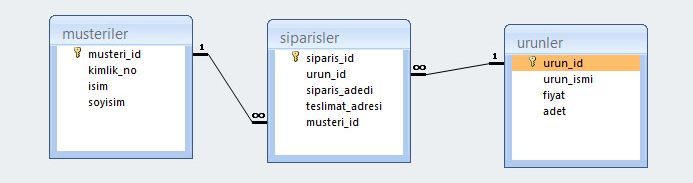 musteriler
musteri_id
kimlik_no
isim
soyisim
1
∞
siparisler
siparis_id
urun_id
siparis_adedi
teslimat_adresi
musteri_id
∞
1
urunler
urun_id
urun_ismi
fiyat
adet